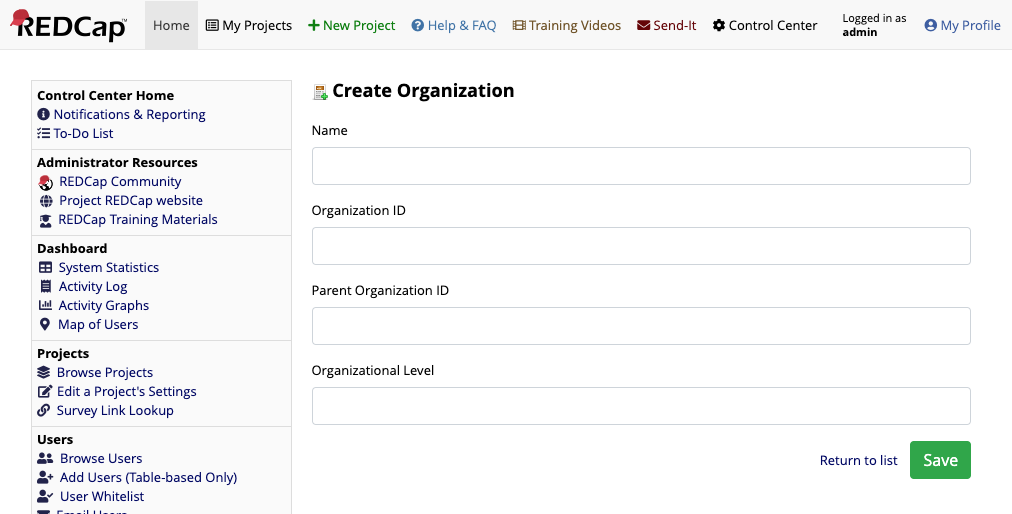 REDCap™
Home
My Projects
New Project
Help & FAQ
Training Videos
Send-It
Control Center
Logged in as
admin
My Profile
Control Center Home
Notifications & Reporting
To-Do List
Administrator Resources
REDCap Community
Project REDCap website
REDCap Training Materials
Dashboard
System Statistics
Activity Log
Activity Graphs
Map of Users
Projects
Browse Projects
Edit a Project's Settings
Survey Link Lookup
Users
Browse Users
Add Users (Table-based Only)
User Whitelist
Email Users
Create Organization
Name
Organization ID
Parent Organization ID
Organizational Level
Return to list
Save